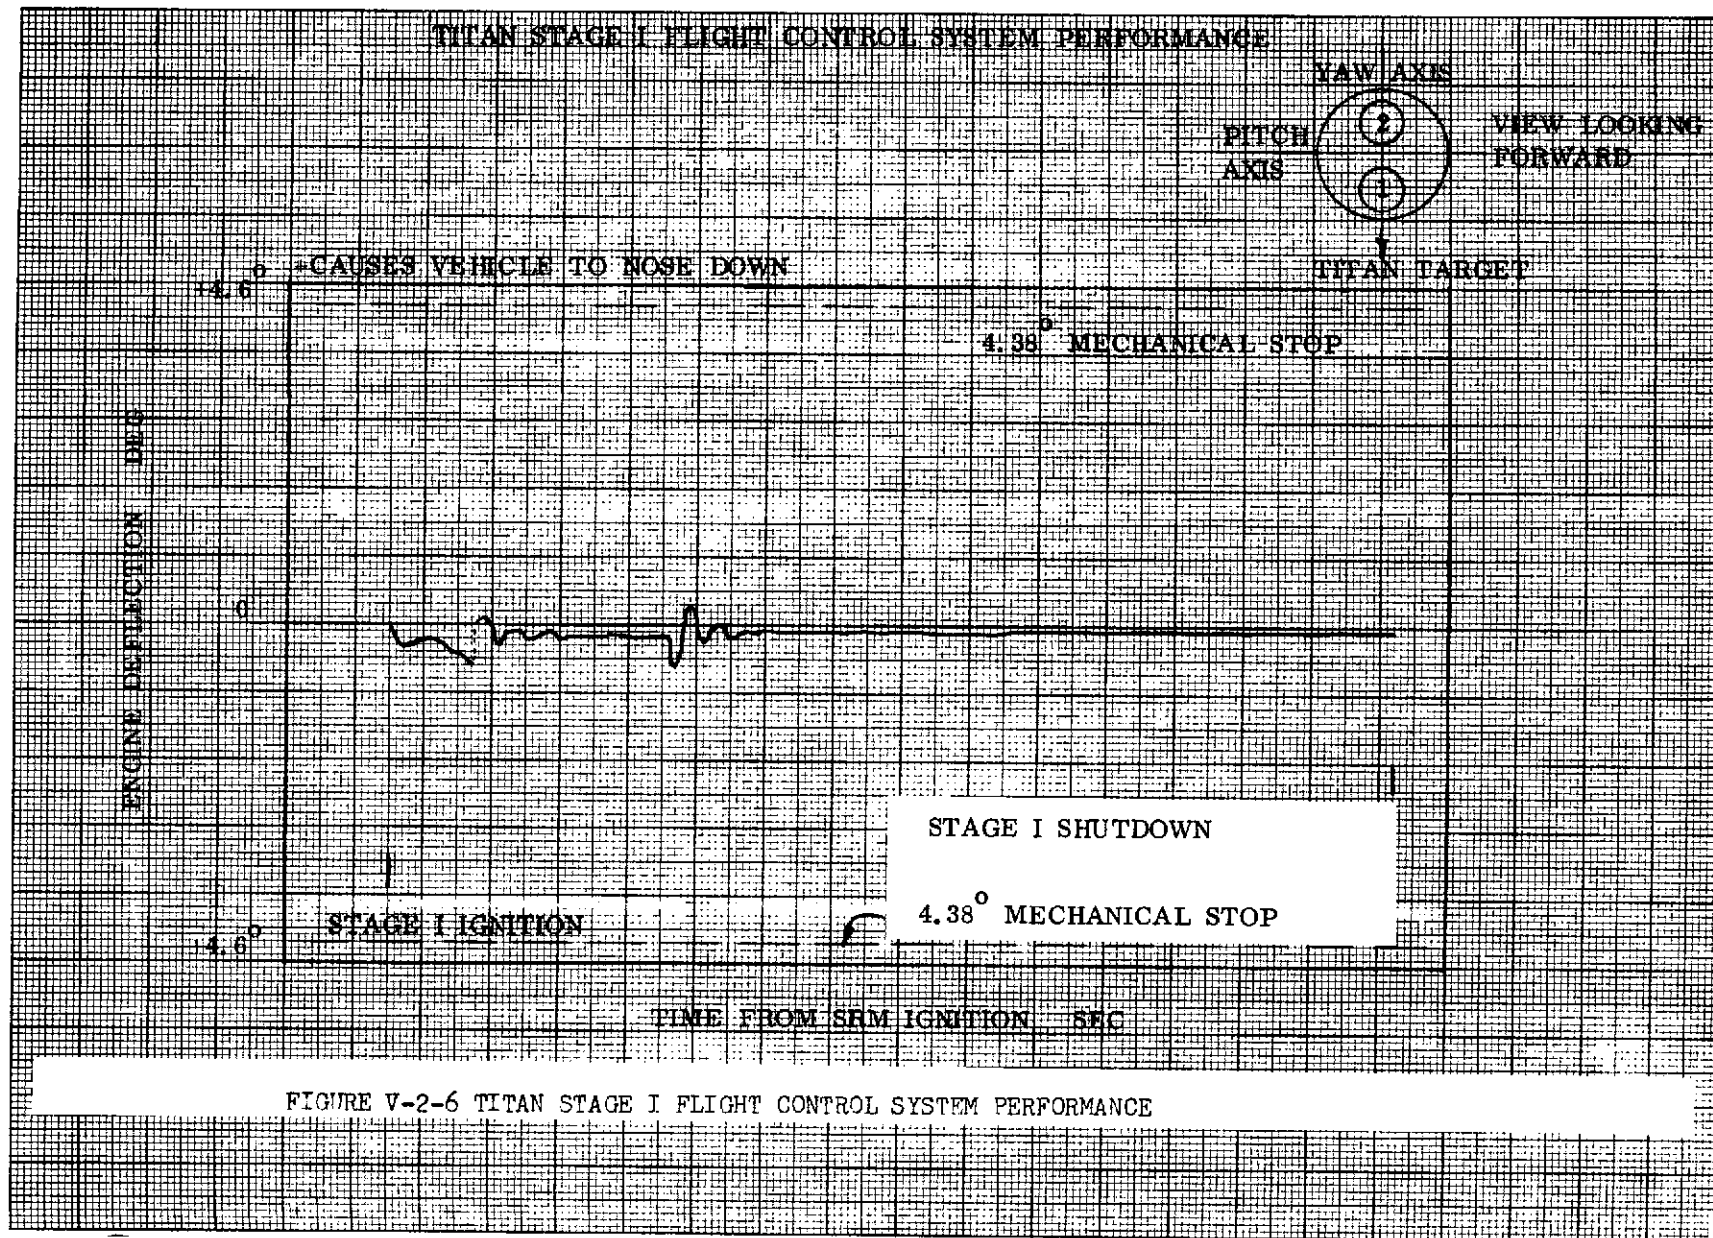 TITAN STAGE I FLIGHT CONTROL SYSTEM PERFORMANCE
YAW AXIS
2
PITCH
AXIS
VIEW LOOKING
FORWARD
1
TITAN TARGET
+CAUSES VEHICLE TO NOSE DOWN
+4.6°
4.38° MECHANICAL STOP
ENGINE DEFLECTION DEG
0
STAGE I SHUTDOWN
4.38° MECHANICAL STOP
STAGE I IGNITION
4.6°
TIME FROM SRM IGNITION SEC
FIGURE V-2-6 TITAN STAGE I FLIGHT CONTROL SYSTEM PERFORMANCE